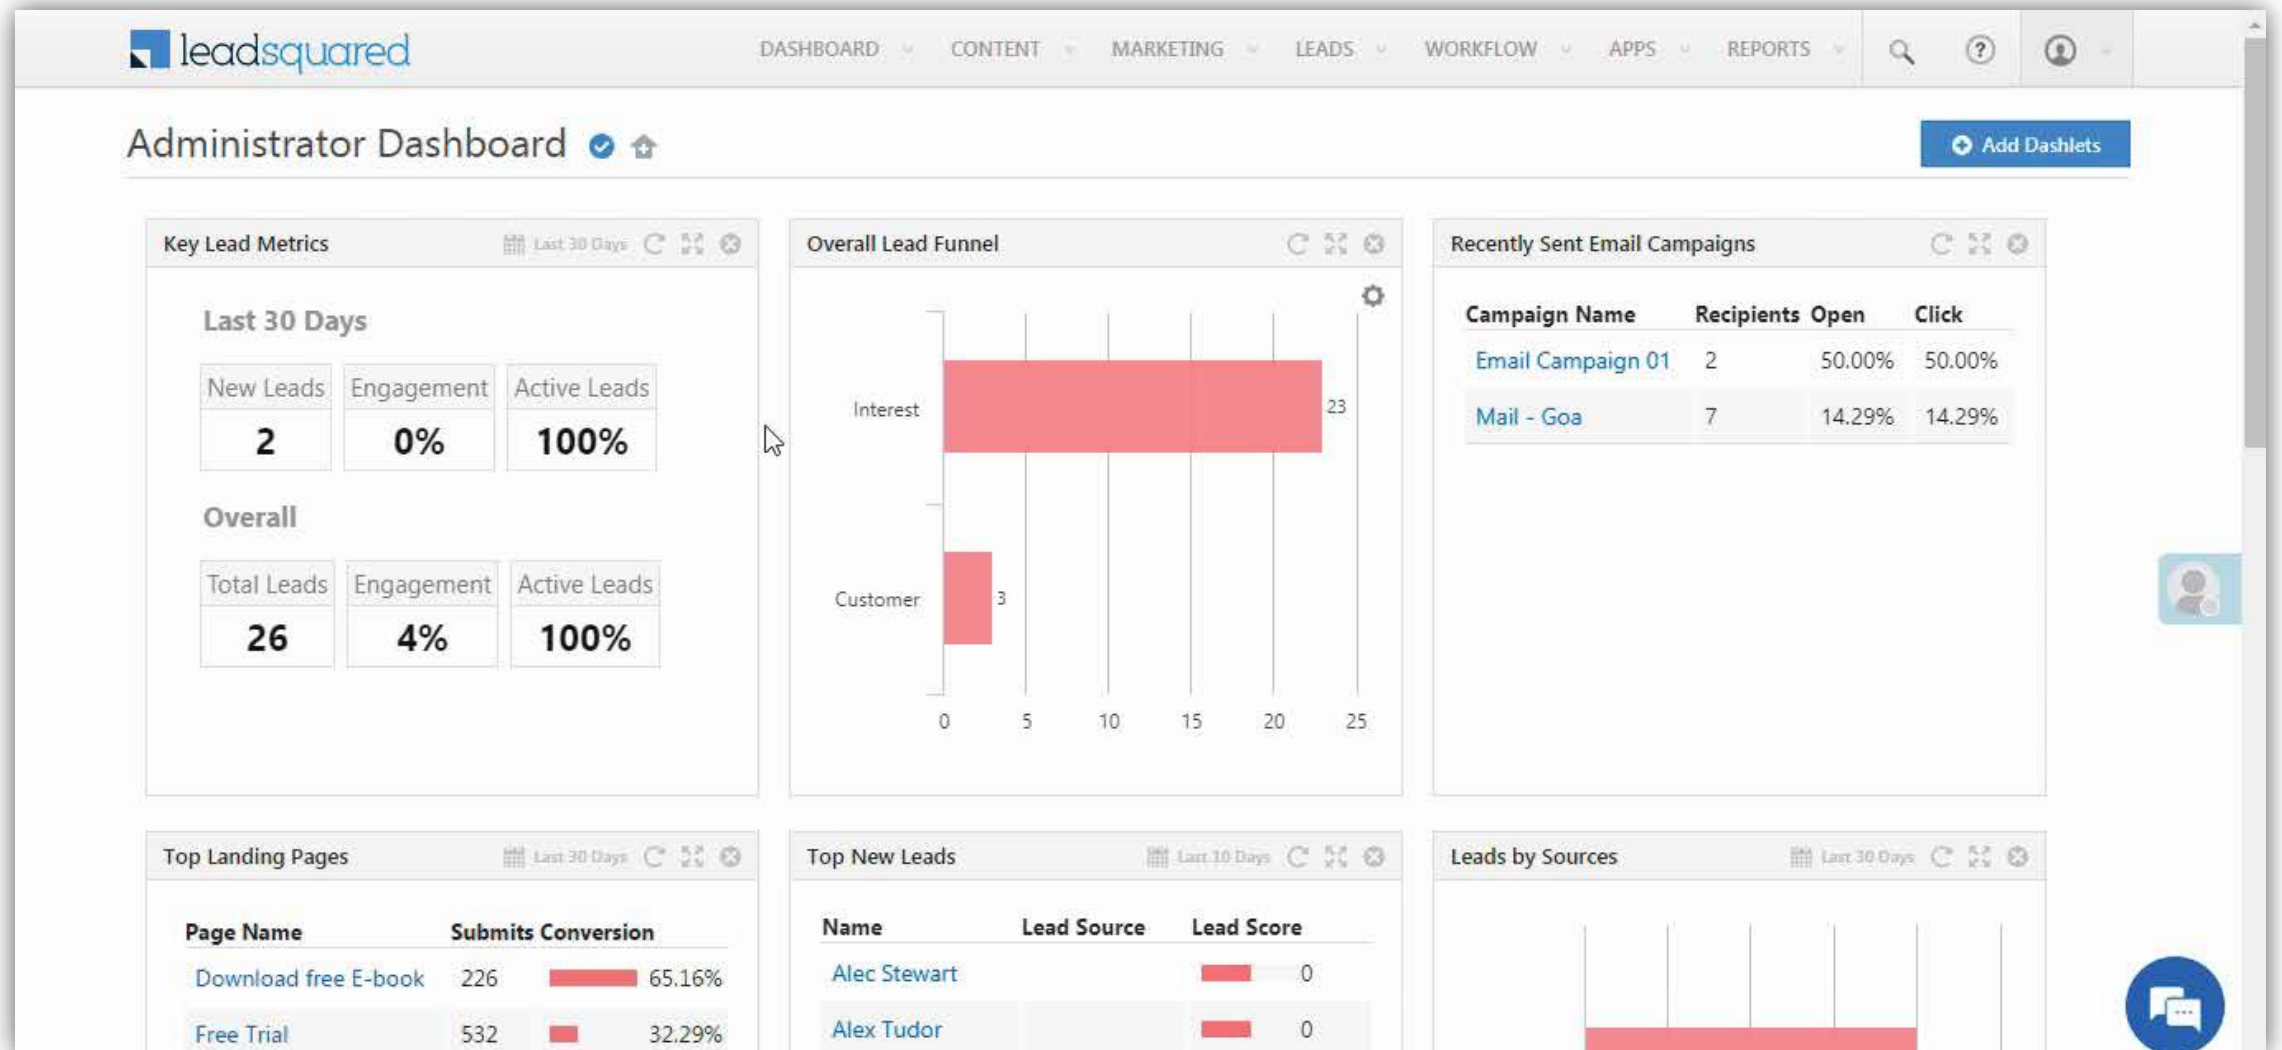 leadsquared
DASHBOARD CONTENT MARKETING LEADS WORKFLOW APPS REPORTS
Administrator Dashboard
Add Dashlets
Key Lead Metrics Last 30 Days
Last 30 Days
New Leads Engagement Active Leads
2 0% 100%
Overall
Total Leads Engagement Active Leads
26 4% 100%
Overall Lead Funnel
Interest 23
Customer 3
0 5 10 15 20 25
Recently Sent Email Campaigns
Campaign Name Recipients Open Click
Email Campaign 01 2 50.00% 50.00%
Mail - Goa 7 14.29% 14.29%
Top Landing Pages Last 30 Days
Page Name Submits Conversion
Download free E-book 226 65.16%
Free Trial 532 32.29%
Top New Leads Last 10 Days
Name Lead Source Lead Score
Alec Stewart 0
Alex Tudor 0
Leads by Sources Last 30 Days